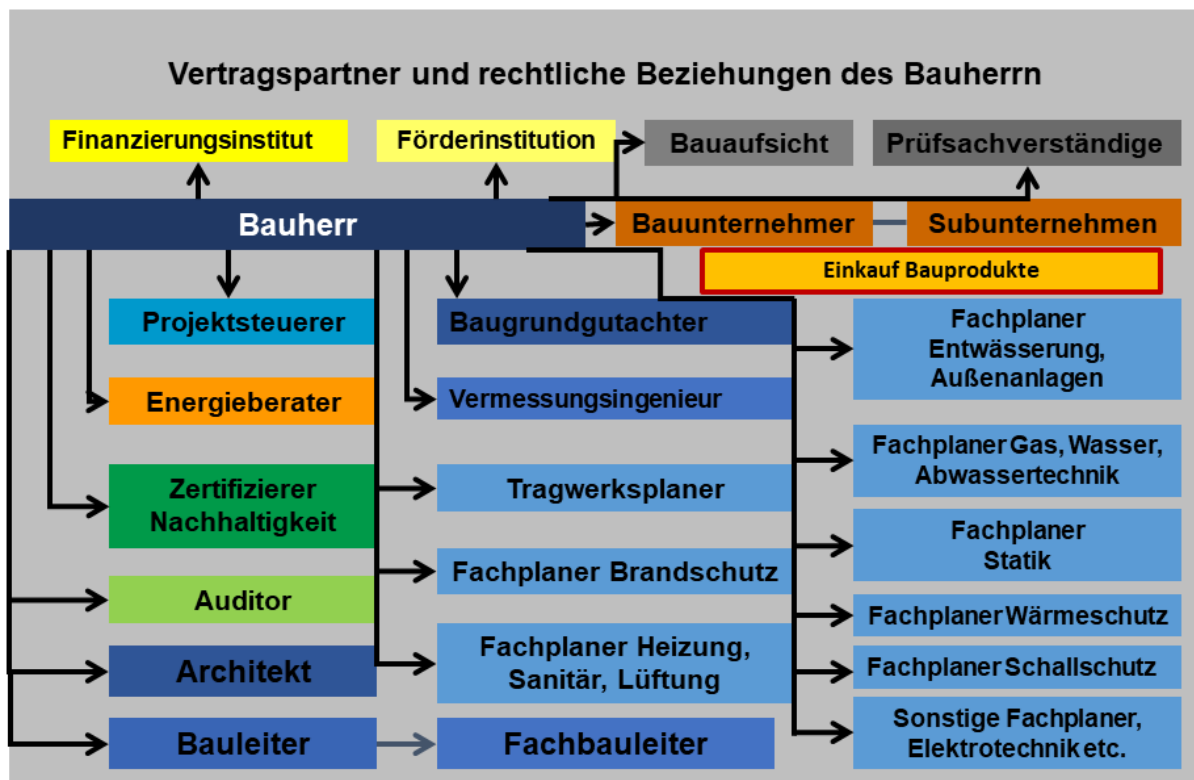 Vertragspartner und rechtliche Beziehungen des Bauherrn
Finanzierungsinstitut
Förderinstitution
Bauaufsicht
Prüfsachverständige
Bauherr
Bauunternehmer
Subunternehmen
Einkauf Bauprodukte
Projektsteuerer
Energieberater
Zertifizierer
Nachhaltigkeit
Auditor
Architekt
Bauleiter
Baugrundgutachter
Vermessungsingenieur
Tragwerksplaner
Fachplaner Brandschutz
Fachplaner Heizung,
Sanitär, Lüftung
Fachbauleiter
Fachplaner
Entwässerung,
Außenanlagen
Fachplaner Gas, Wasser,
Abwassertechnik
Fachplaner
Statik
Fachplaner Wärmeschutz
Fachplaner Schallschutz
Sonstige Fachplaner,
Elektrotechnik etc.